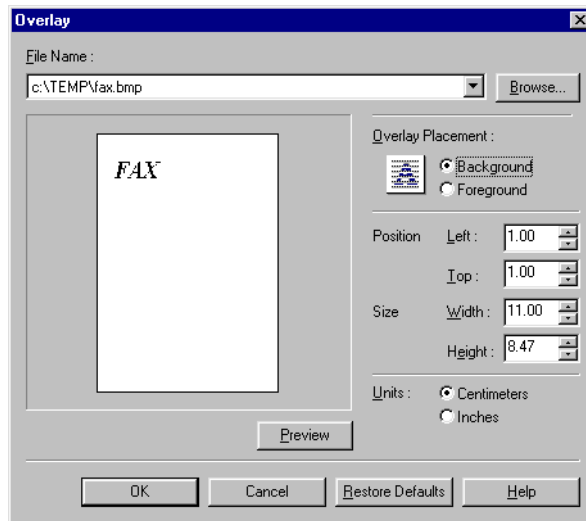 Overlay
File Name :
c:\TEMP\fax.bmp
Browse...
FAX
Overlay Placement :
Background
Foreground
Position Left : 1.00
Top : 1.00
Size Width : 11.00
Height : 8.47
Units : Centimeters
Inches
Preview
OK Cancel Restore Defaults Help